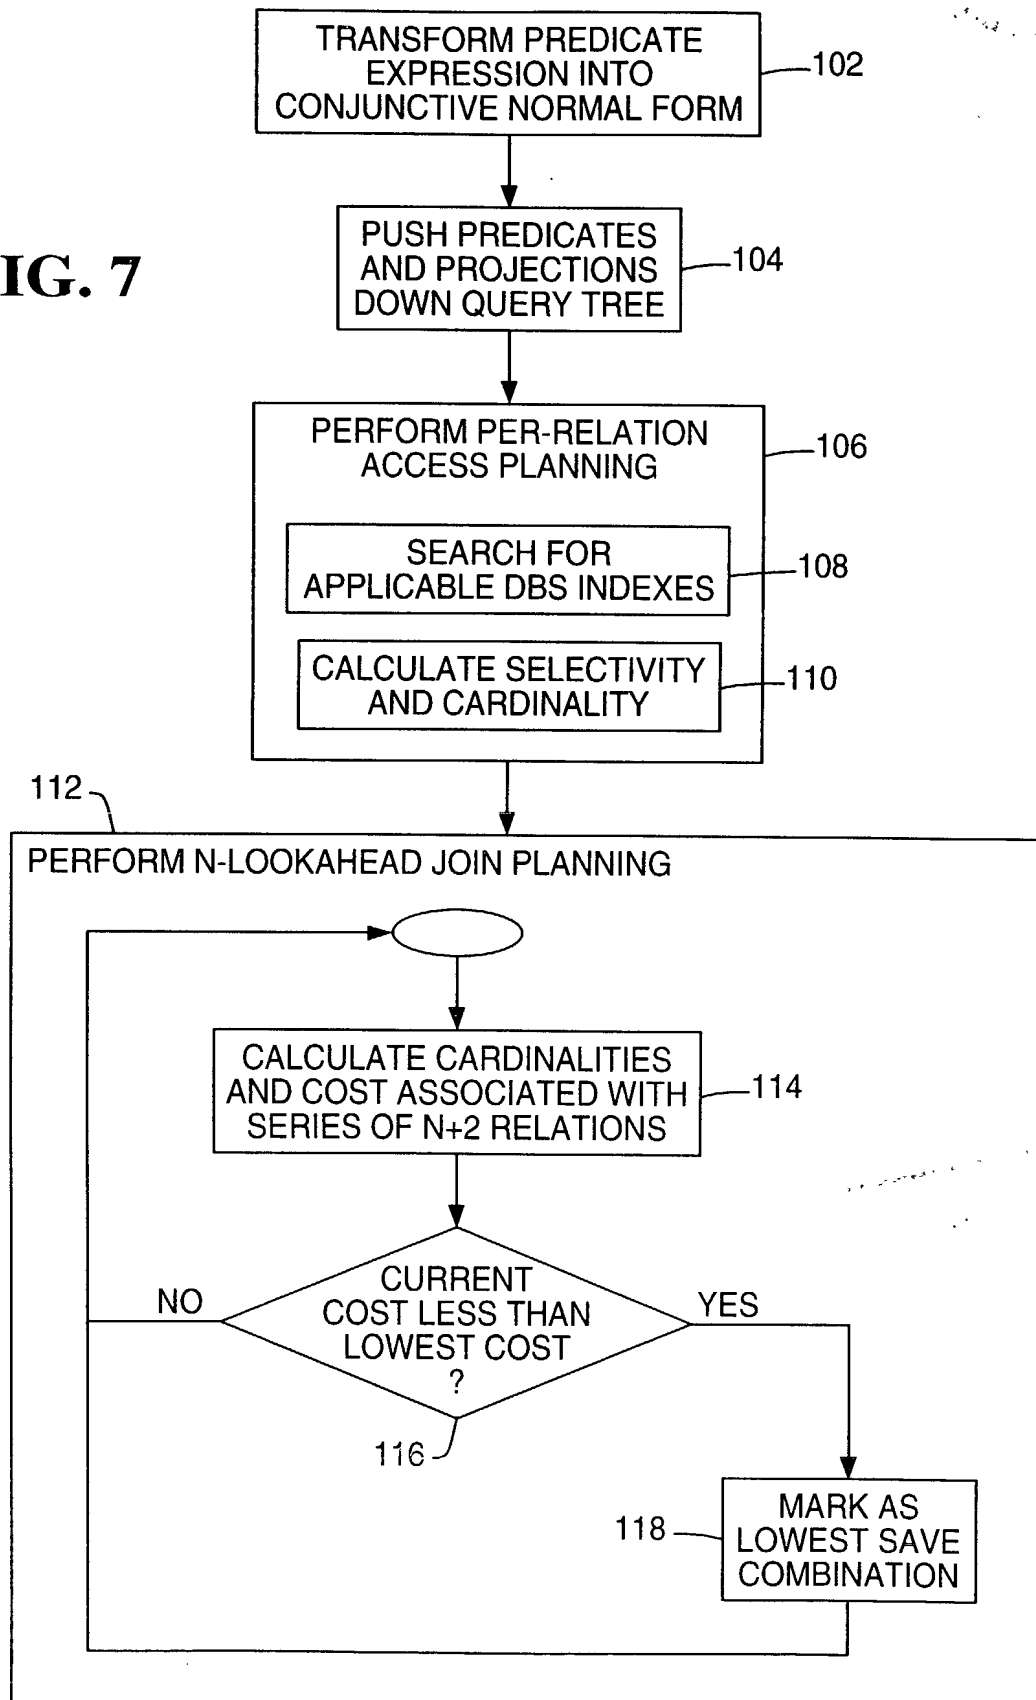 TRANSFORM PREDICATE
EXPRESSION INTO
CONJUNCTIVE NORMAL FORM
102
PUSH PREDICATES
AND PROJECTIONS
DOWN QUERY TREE
104
IG. 7
PERFORM PER-RELATION
ACCESS PLANNING
106
SEARCH FOR
APPLICABLE DBS INDEXES
108
CALCULATE SELECTIVITY
AND CARDINALITY
110
112
PERFORM N-LOOKAHEAD JOIN PLANNING
CALCULATE CARDINALITIES
AND COST ASSOCIATED WITH
SERIES OF N+2 RELATIONS
114
NO
CURRENT
COST LESS THAN
LOWEST COST
?
YES
116
118
MARK AS
LOWEST SAVE
COMBINATION